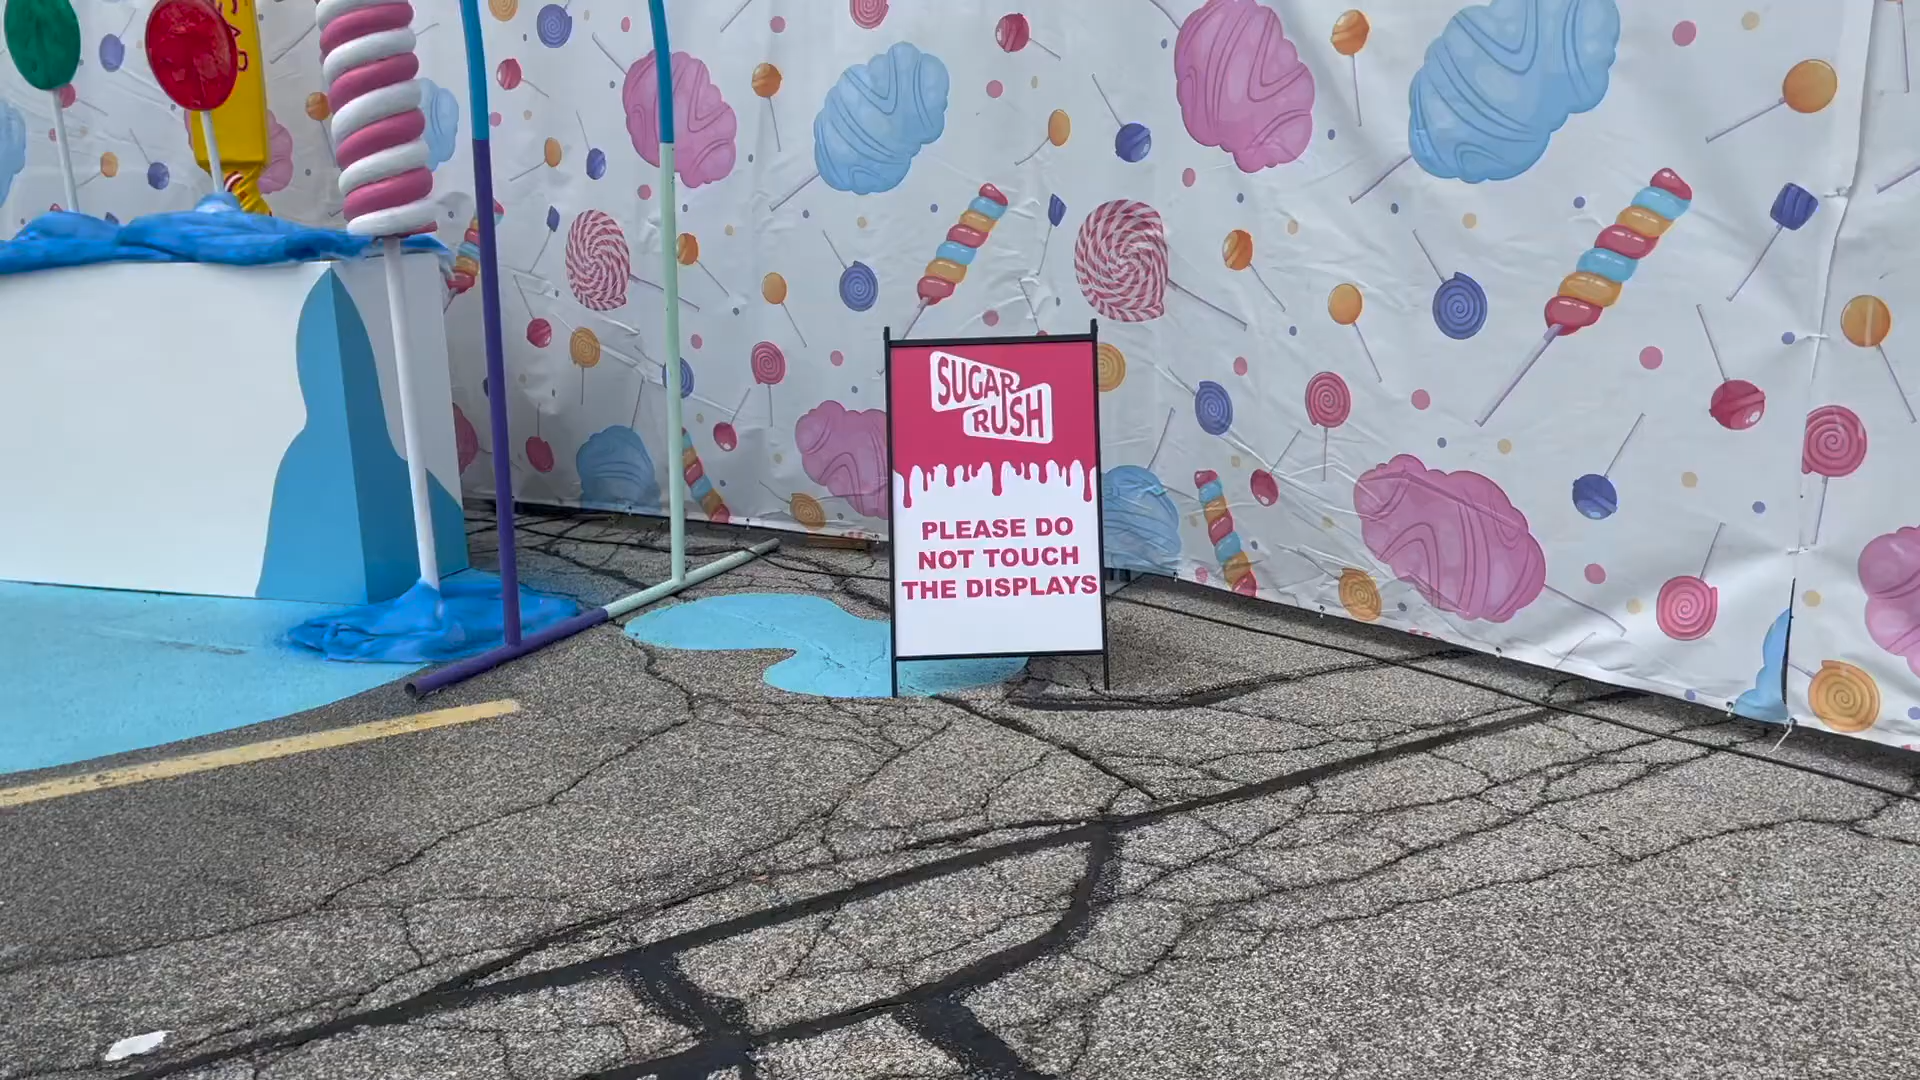 SUGAR
RUSH
PLEASE DO
NOT TOUCH
THE DISPLAYS